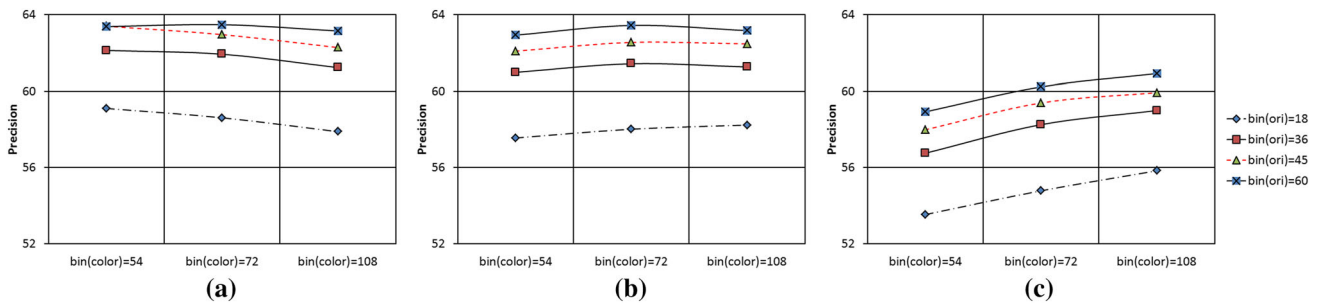 64
60
56
52
Precision
bin(color)=54 bin(color)=72 bin(color)=108
(a)
64
60
56
52
Precision
bin(color)=54 bin(color)=72 bin(color)=108
(b)
64
60
56
52
Precision
bin(color)=54 bin(color)=72 bin(color)=108
(c)
bin(ori)=18
bin(ori)=36
bin(ori)=45
bin(ori)=60